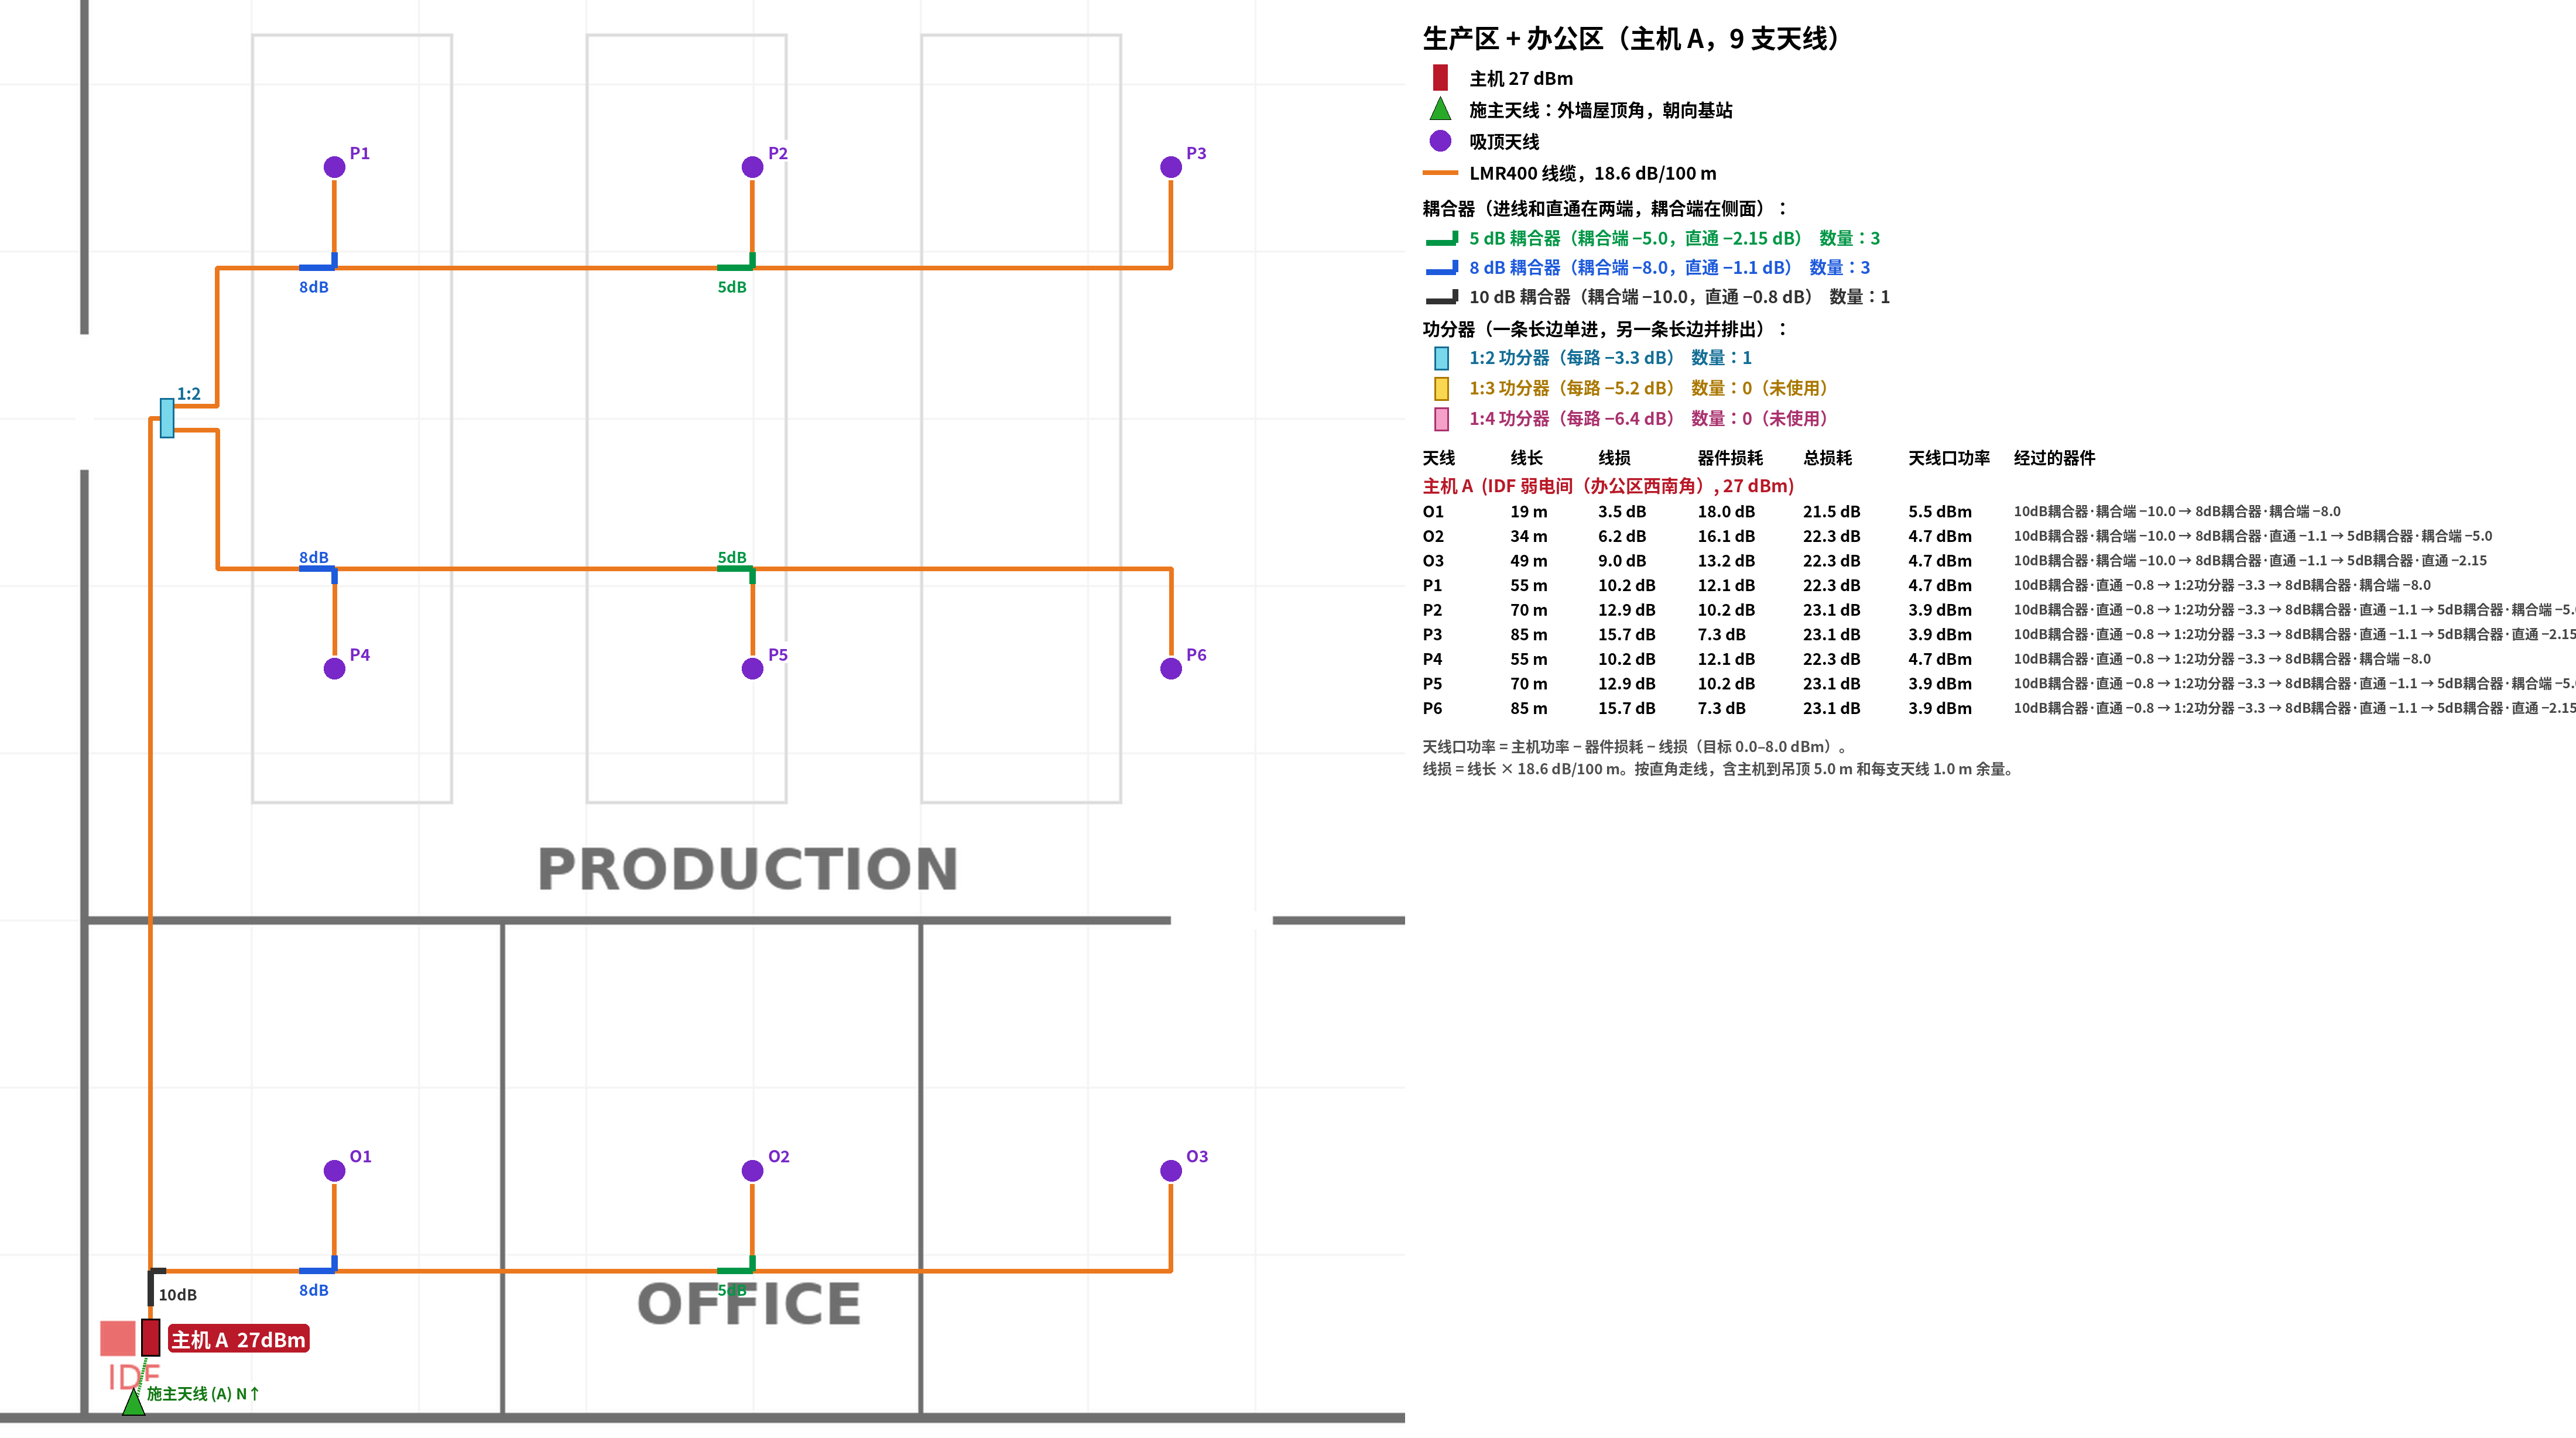 P1
P2
P3
8dB
5dB
1:2
8dB
5dB
P4
P5
P6
PRODUCTION
O1
O2
O3
10dB
8dB
5dB
OFFICE
主机 A 27dBm
IDF
施主天线 (A) N↑
生产区 + 办公区（主机 A，9 支天线）
主机 27 dBm
施主天线：外墙屋顶角，朝向基站
吸顶天线
LMR400 线缆，18.6 dB/100 m
耦合器（进线和直通在两端，耦合端在侧面）：
5 dB 耦合器（耦合端 −5.0，直通 −2.15 dB） 数量：3
8 dB 耦合器（耦合端 −8.0，直通 −1.1 dB） 数量：3
10 dB 耦合器（耦合端 −10.0，直通 −0.8 dB） 数量：1
功分器（一条长边单进，另一条长边并排出）：
1:2 功分器（每路 −3.3 dB） 数量：1
1:3 功分器（每路 −5.2 dB） 数量：0（未使用）
1:4 功分器（每路 −6.4 dB） 数量：0（未使用）
天线 线长 线损 器件损耗 总损耗 天线口功率 经过的器件
主机 A (IDF 弱电间（办公区西南角）, 27 dBm)
O1 19 m 3.5 dB 18.0 dB 21.5 dB 5.5 dBm 10dB耦合器·耦合端 −10.0 → 8dB耦合器·耦合端 −8.0
O2 34 m 6.2 dB 16.1 dB 22.3 dB 4.7 dBm 10dB耦合器·耦合端 −10.0 → 8dB耦合器·直通 −1.1 → 5dB耦合器·耦合端 −5.0
O3 49 m 9.0 dB 13.2 dB 22.3 dB 4.7 dBm 10dB耦合器·耦合端 −10.0 → 8dB耦合器·直通 −1.1 → 5dB耦合器·直通 −2.15
P1 55 m 10.2 dB 12.1 dB 22.3 dB 4.7 dBm 10dB耦合器·直通 −0.8 → 1:2功分器 −3.3 → 8dB耦合器·耦合端 −8.0
P2 70 m 12.9 dB 10.2 dB 23.1 dB 3.9 dBm 10dB耦合器·直通 −0.8 → 1:2功分器 −3.3 → 8dB耦合器·直通 −1.1 → 5dB耦合器·耦合端 −5.
P3 85 m 15.7 dB 7.3 dB 23.1 dB 3.9 dBm 10dB耦合器·直通 −0.8 → 1:2功分器 −3.3 → 8dB耦合器·直通 −1.1 → 5dB耦合器·直通 −2.15
P4 55 m 10.2 dB 12.1 dB 22.3 dB 4.7 dBm 10dB耦合器·直通 −0.8 → 1:2功分器 −3.3 → 8dB耦合器·耦合端 −8.0
P5 70 m 12.9 dB 10.2 dB 23.1 dB 3.9 dBm 10dB耦合器·直通 −0.8 → 1:2功分器 −3.3 → 8dB耦合器·直通 −1.1 → 5dB耦合器·耦合端 −5.
P6 85 m 15.7 dB 7.3 dB 23.1 dB 3.9 dBm 10dB耦合器·直通 −0.8 → 1:2功分器 −3.3 → 8dB耦合器·直通 −1.1 → 5dB耦合器·直通 −2.15
天线口功率 = 主机功率 − 器件损耗 − 线损（目标 0.0–8.0 dBm）。
线损 = 线长 × 18.6 dB/100 m。按直角走线，含主机到吊顶 5.0 m 和每支天线 1.0 m 余量。